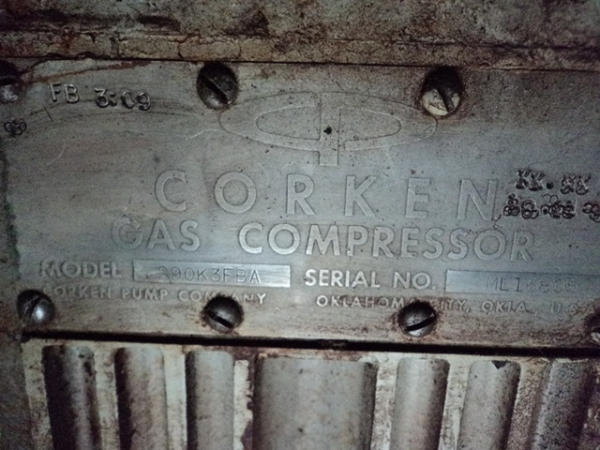 FB 3:09
CORKEN
GAS COMPRESSOR
MODEL SERIAL NO.
CORKEN PUMP COMPANY OKLAHOMA CITY, OKLA.